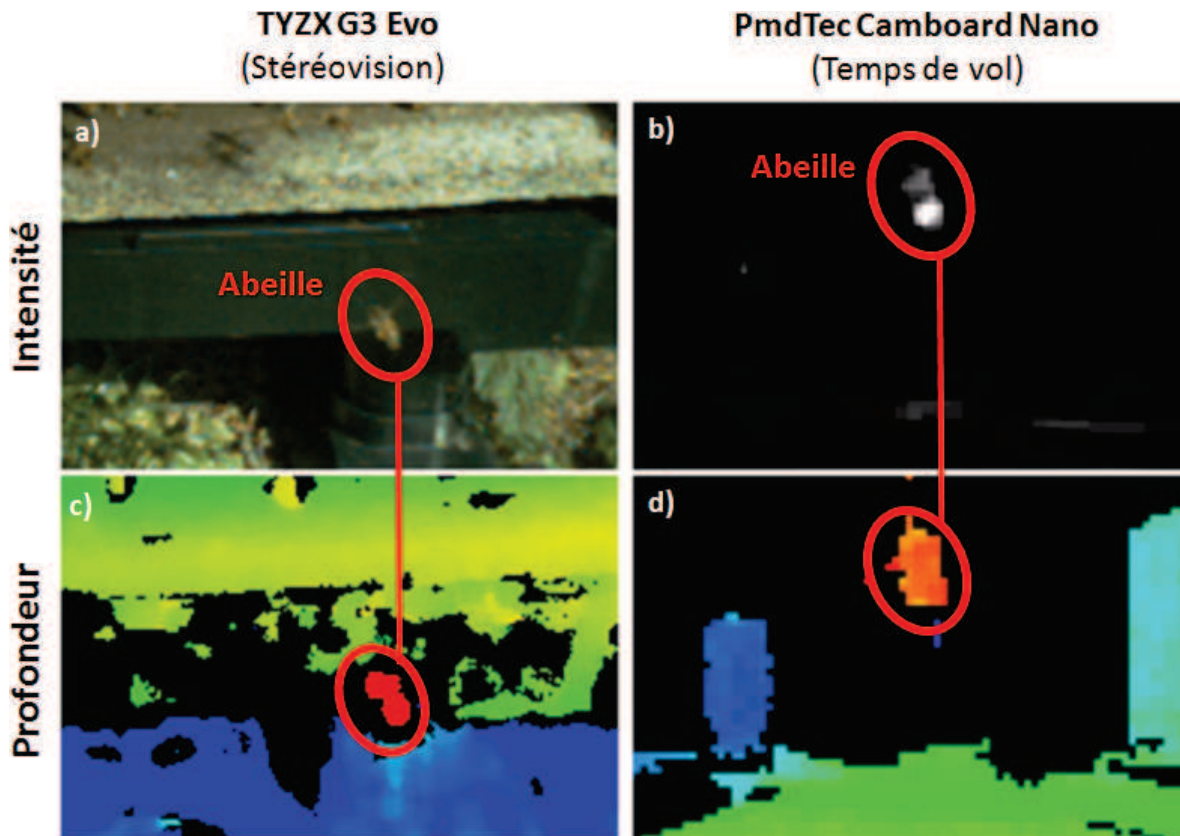 TYZX G3 Evo
(Stéréovision)
PmdTec Camboard Nano
(Temps de vol)
Intensité
a)
Abeille
b)
Abeille
Profondeur
c)
d)